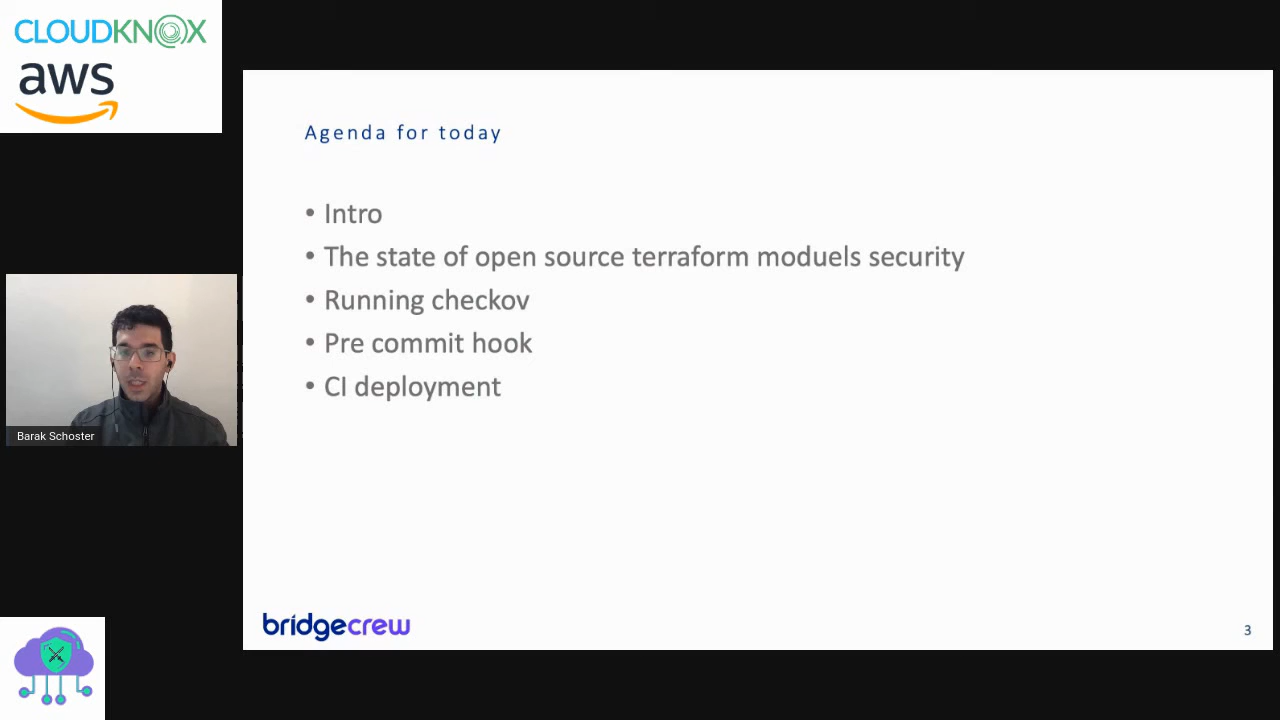 CLOUDKNOX
aws
Agenda for today
• Intro
• The state of open source terraform moduels security
• Running checkov
• Pre commit hook
• CI deployment
Barak Schoster
bridgecrew
3